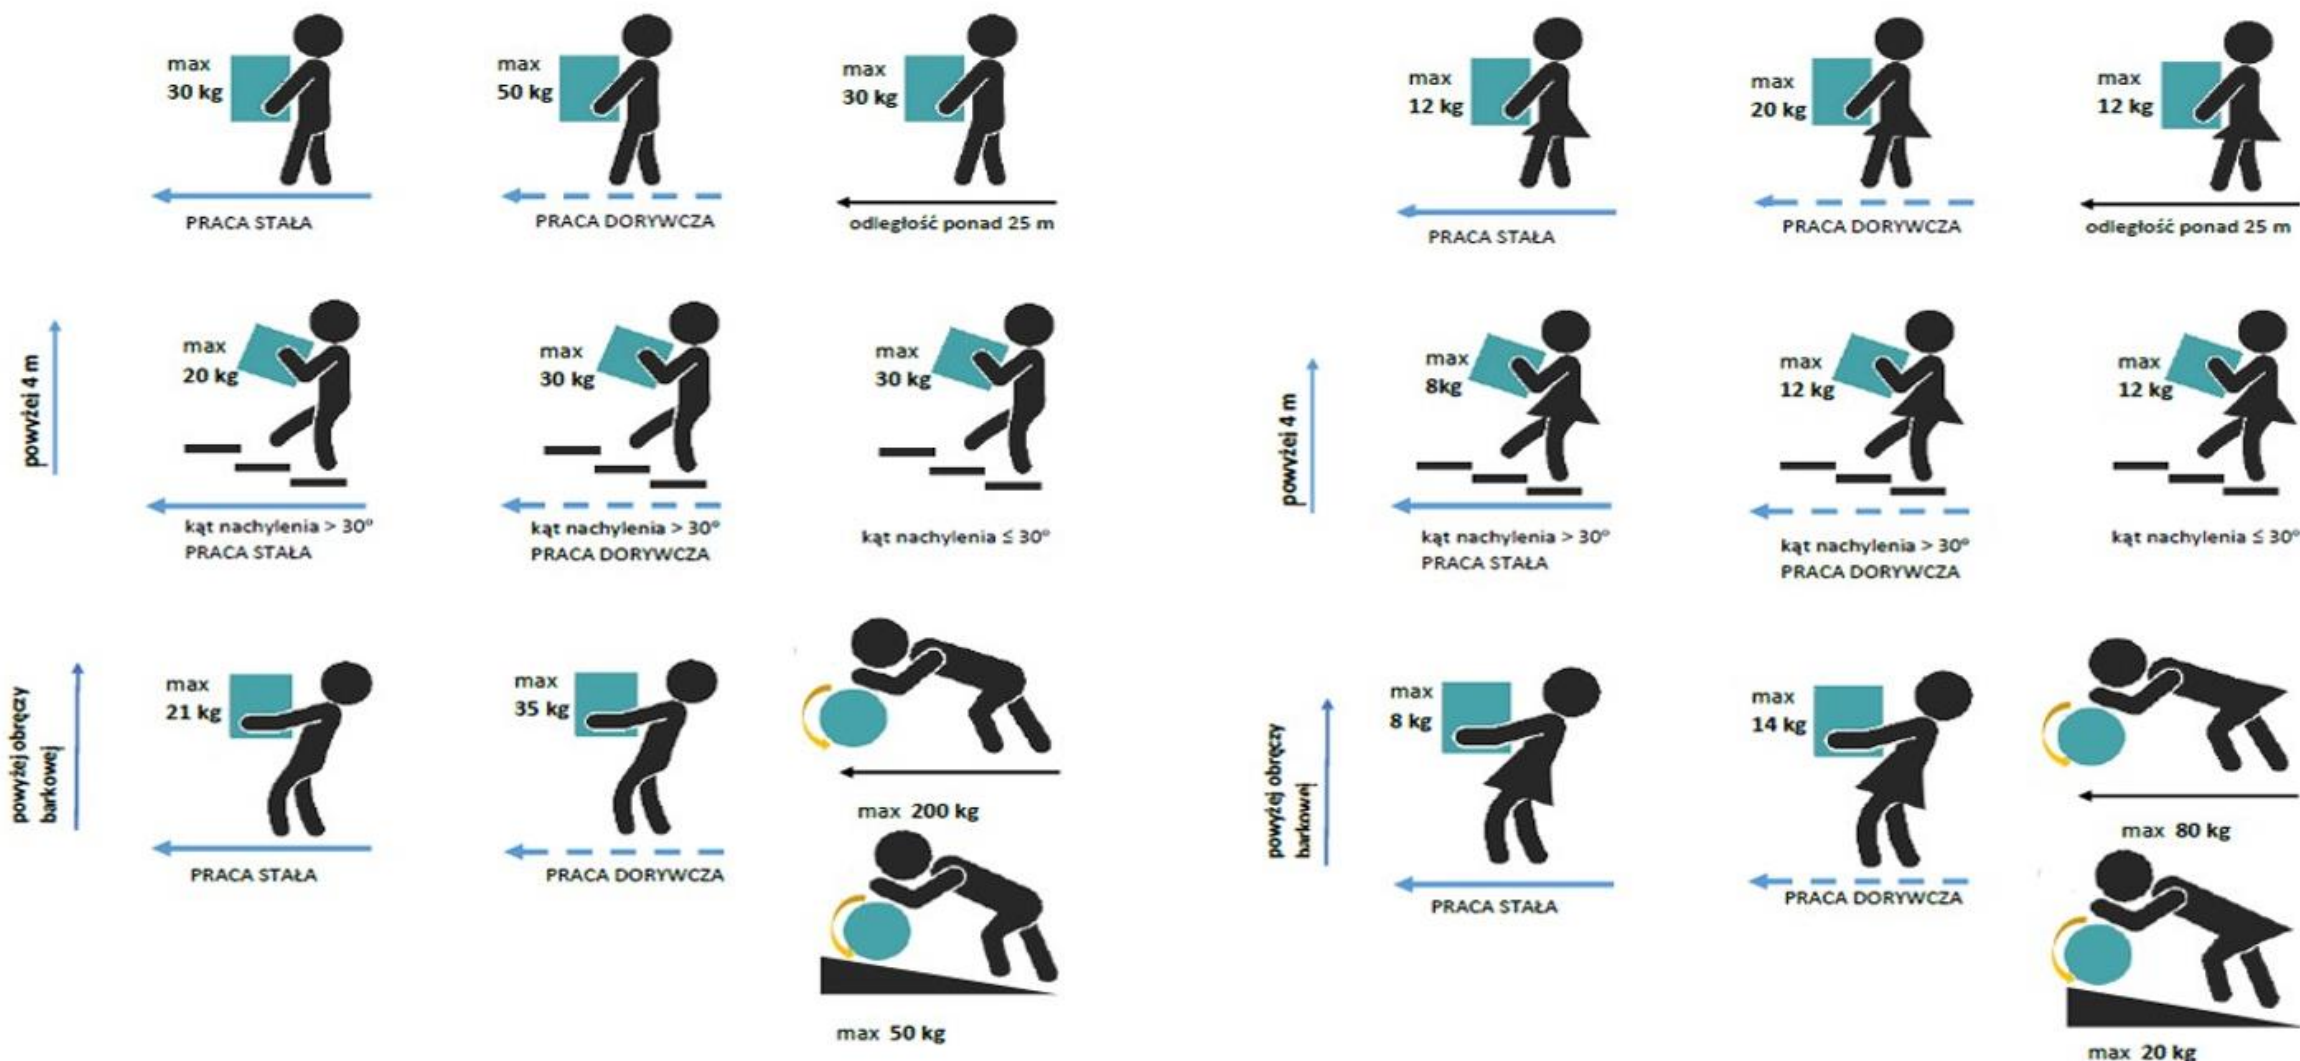 max
30 kg
PRACA STAŁA
max
50 kg
PRACA DORYWCZA
max
30 kg
odległość ponad 25 m
max
12 kg
PRACA STAŁA
max
20 kg
PRACA DORYWCZA
max
12 kg
odległość ponad 25 m
powyżej 4 m
max
20 kg
kąt nachylenia > 30°
PRACA STAŁA
max
30 kg
kąt nachylenia > 30°
PRACA DORYWCZA
max
30 kg
kąt nachylenia ≤ 30°
powyżej 4 m
max
8kg
kąt nachylenia > 30°
PRACA STAŁA
max
12 kg
kąt nachylenia > 30°
PRACA DORYWCZA
max
12 kg
kąt nachylenia ≤ 30°
powyżej obręczy
barkowej
max
21 kg
PRACA STAŁA
max
35 kg
PRACA DORYWCZA
max 200 kg
max 50 kg
powyżej obręczy
barkowej
max
8 kg
PRACA STAŁA
max
14 kg
PRACA DORYWCZA
max 80 kg
max 20 kg